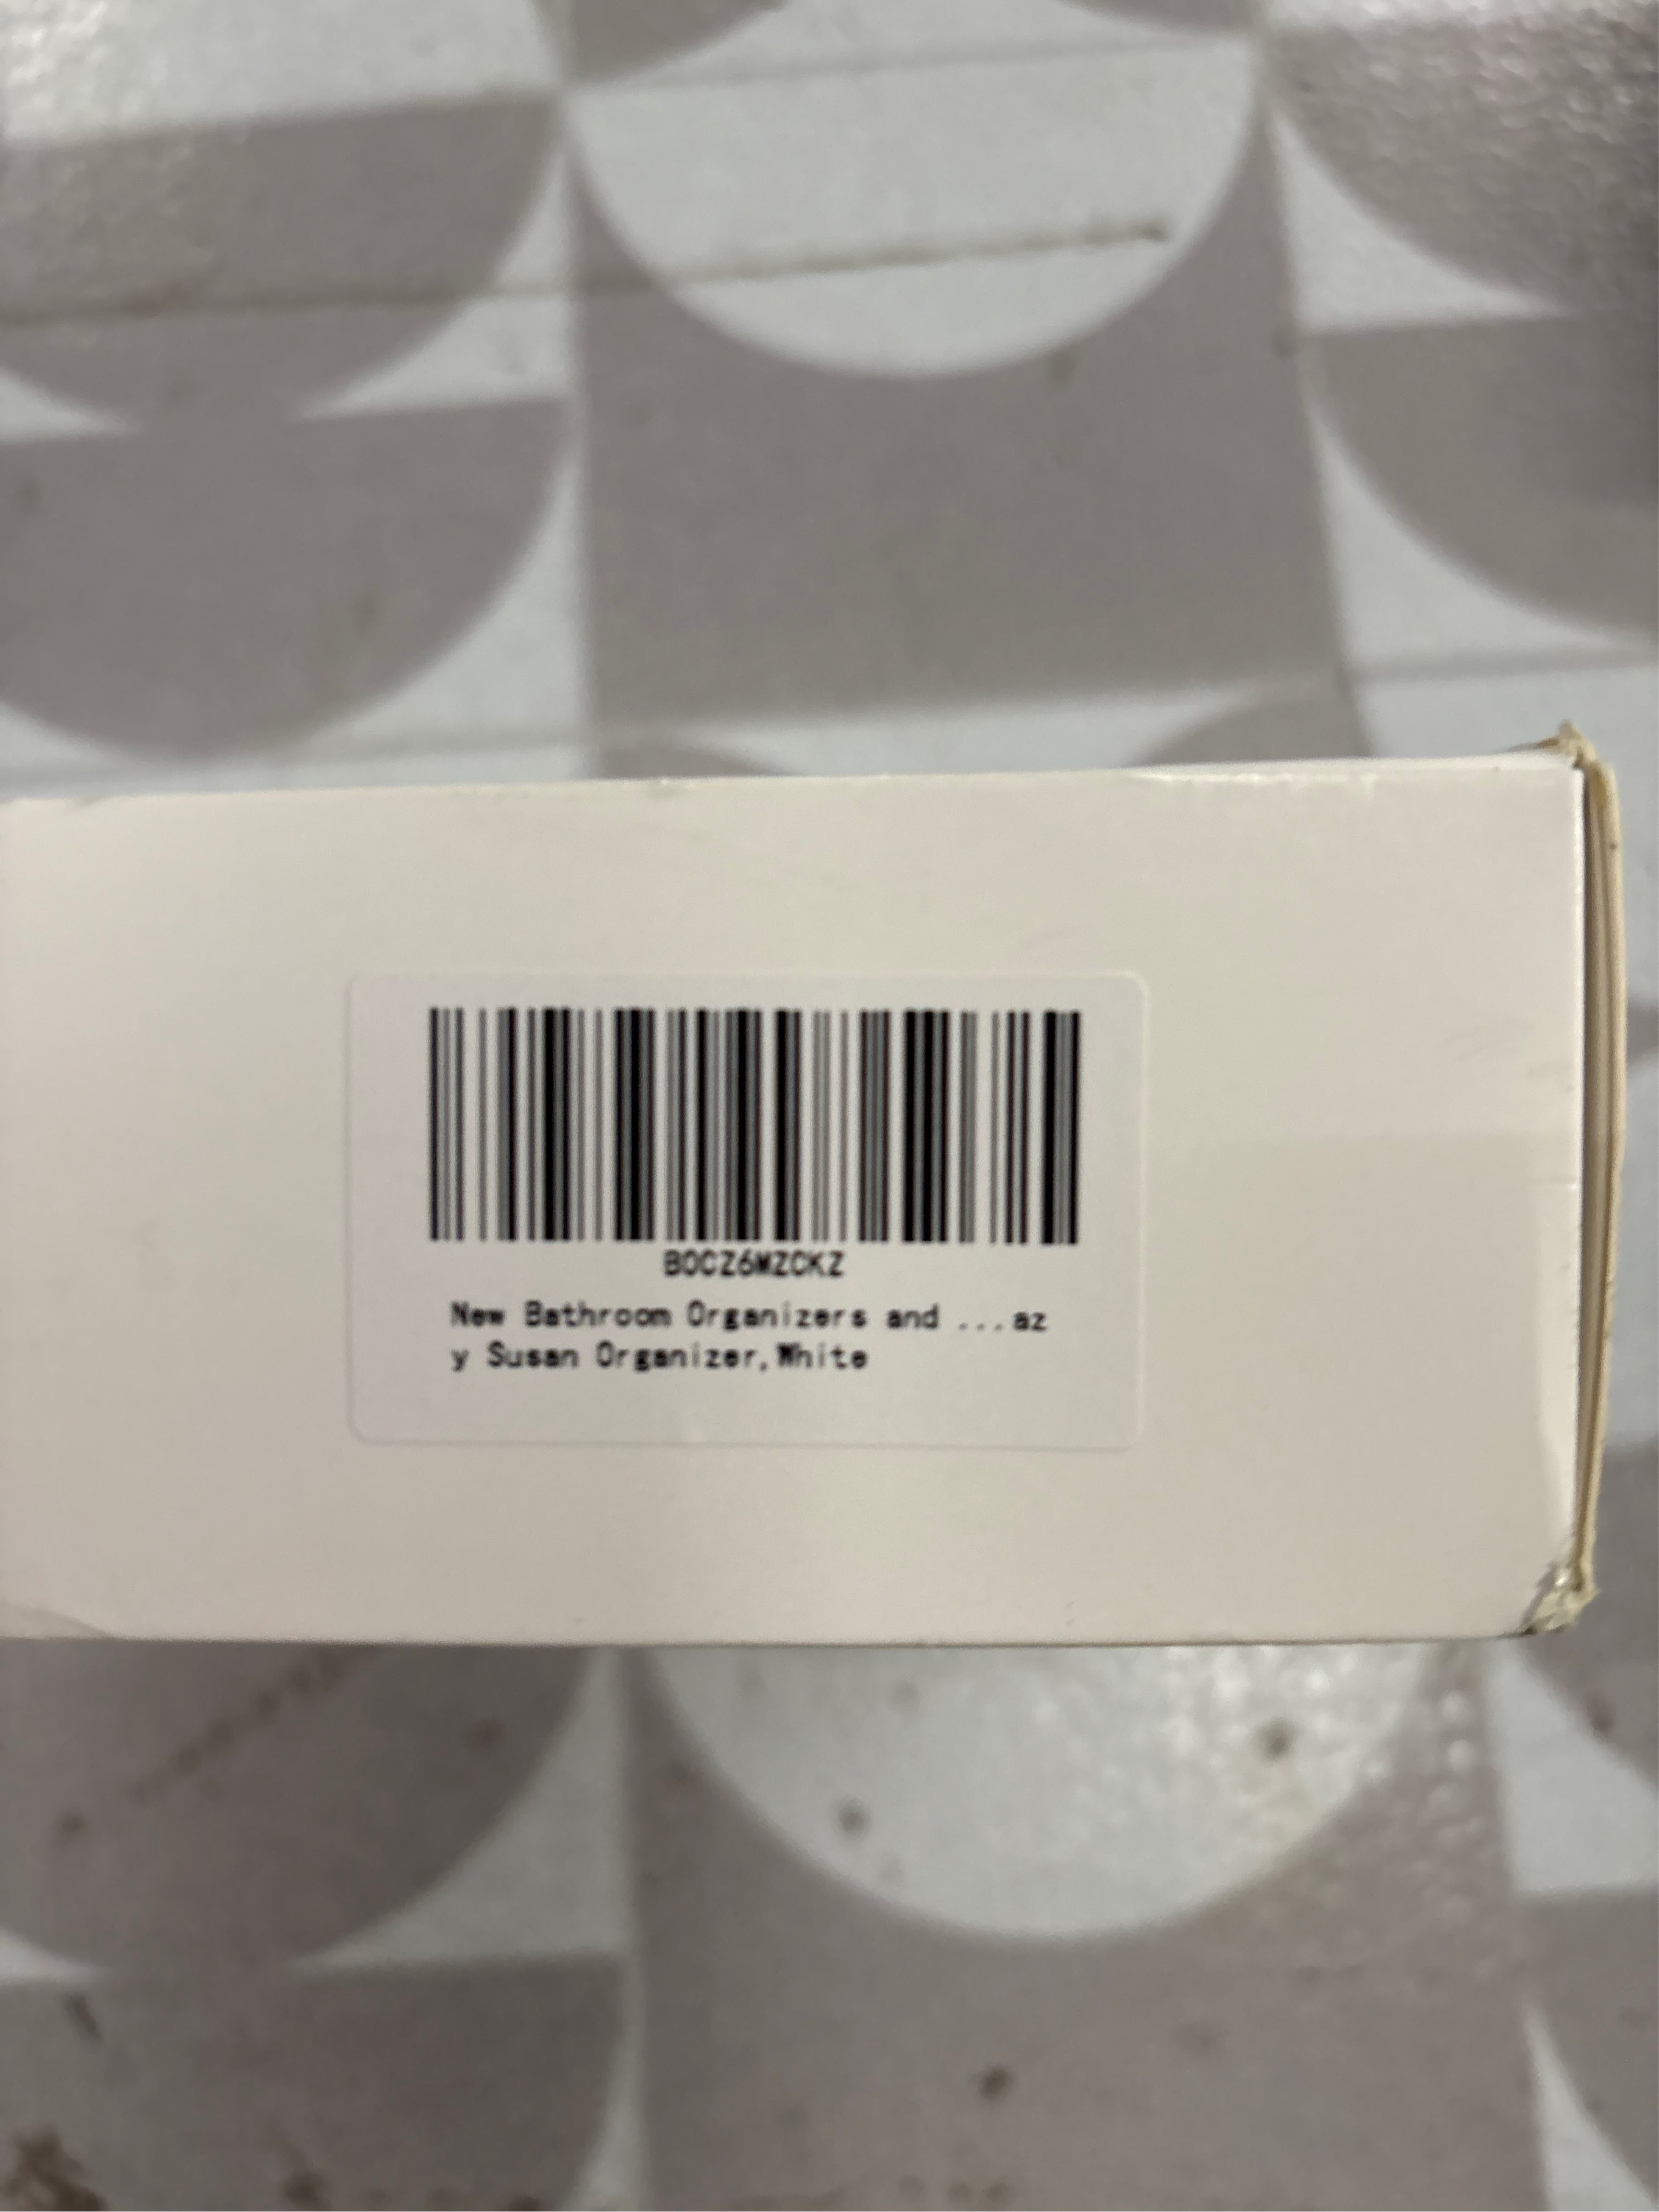 B0CZ6MZCKZ
New Bathroom Organizers and ...az
y Susan Organizer,White